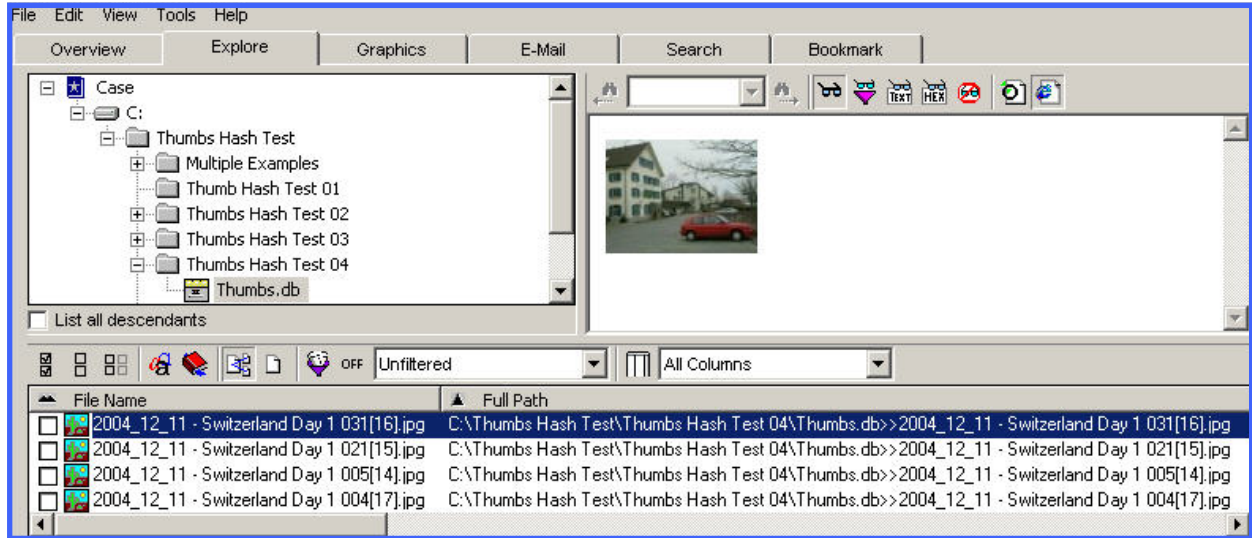 File Edit View Tools Help
Overview Explore Graphics E-Mail Search Bookmark
Case
C:
Thumbs Hash Test
Multiple Examples
Thumb Hash Test 01
Thumbs Hash Test 02
Thumbs Hash Test 03
Thumbs Hash Test 04
Thumbs.db
List all descendants
TEXT HEX
OFF Unfiltered All Columns
File Name Full Path
2004_12_11 - Switzerland Day 1 031[16].jpg C:\Thumbs Hash Test\Thumbs Hash Test 04\Thumbs.db>>2004_12_11 - Switzerland Day 1 031[16].jpg
2004_12_11 - Switzerland Day 1 021[15].jpg C:\Thumbs Hash Test\Thumbs Hash Test 04\Thumbs.db>>2004_12_11 - Switzerland Day 1 021[15].jpg
2004_12_11 - Switzerland Day 1 005[14].jpg C:\Thumbs Hash Test\Thumbs Hash Test 04\Thumbs.db>>2004_12_11 - Switzerland Day 1 005[14].jpg
2004_12_11 - Switzerland Day 1 004[17].jpg C:\Thumbs Hash Test\Thumbs Hash Test 04\Thumbs.db>>2004_12_11 - Switzerland Day 1 004[17].jpg